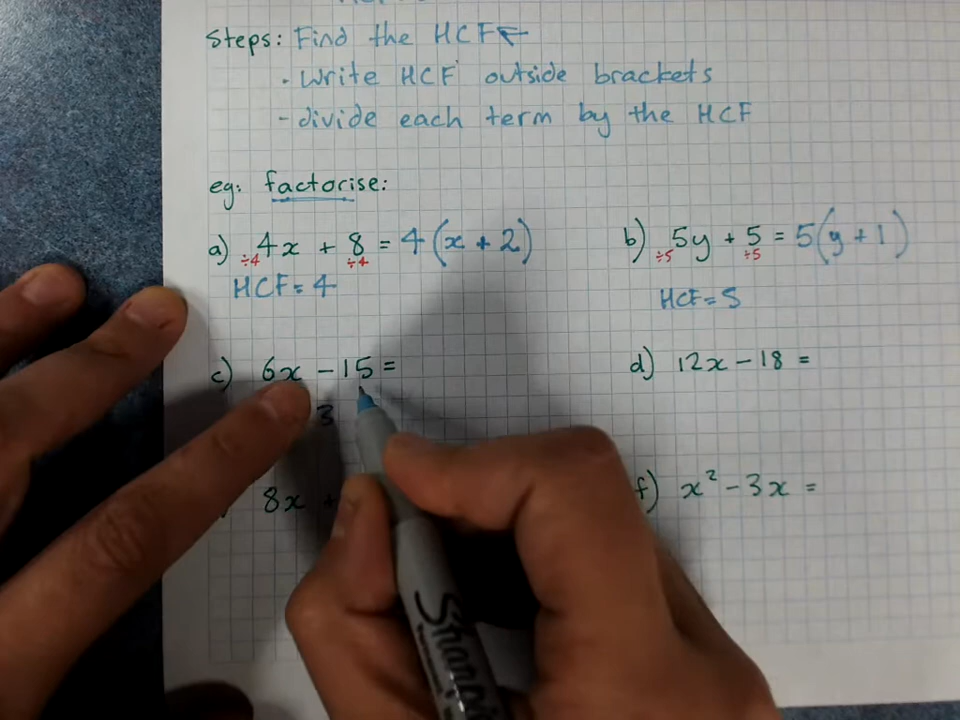 Steps: Find the HCF
. Write HCF outside brackets
- divide each term by the HCF
eg: factorise:
a) 4x + 8 = 4(x + 2)
÷4 ÷4
HCF = 4
b) 5y + 5 = 5(y + 1)
÷5 ÷5
HCF = 5
c) 6x - 15 =
3
d) 12x - 18 =
8x +
f) x² - 3x =
Sharpie